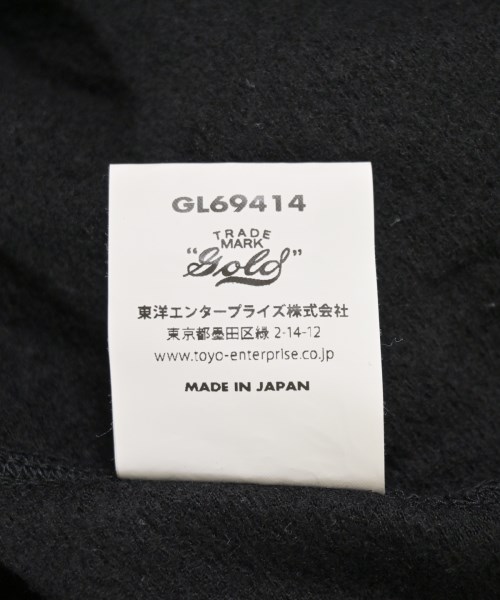 GL69414
TRADE
MARK
"Gold"
東洋エンタープライズ株式会社
東京都墨田区緑 2-14-12
www.toyo-enterprise.co.jp
MADE IN JAPAN